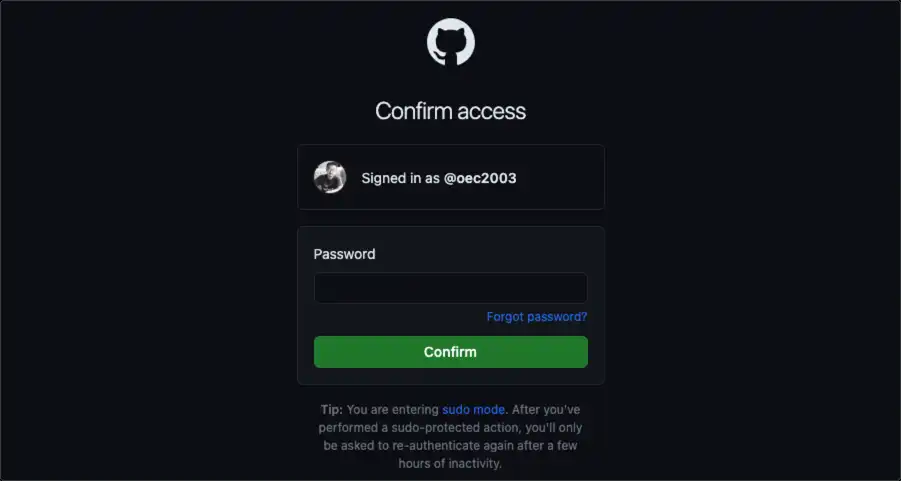 Confirm access
Signed in as @oec2003
Password
Forgot password?
Confirm
Tip: You are entering sudo mode. After you've
performed a sudo-protected action, you'll only
be asked to re-authenticate again after a few
hours of inactivity.